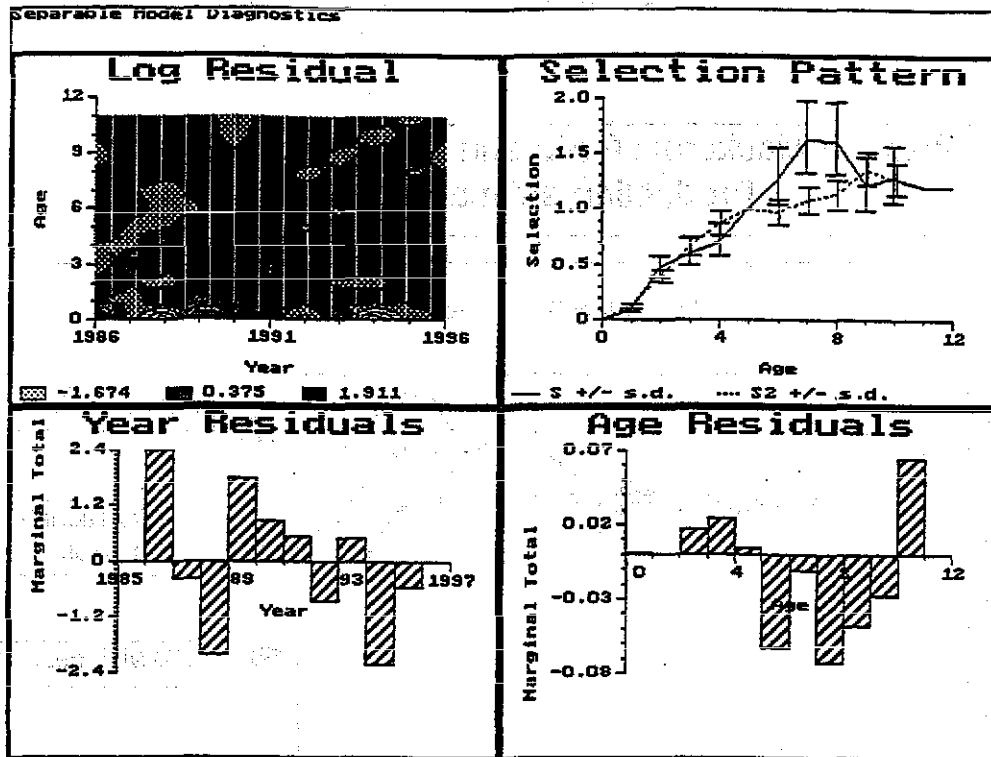 Separable Model Diagnostics
Log Residual
12
9
6
3
0
Age
1986
1991
1996
Year
-1.674
0.375
1.911
Selection Pattern
2.0
1.5
1.0
0.5
0
Selection
0
4
8
12
Age
S +/- s.d.
S2 +/- s.d.
Year Residuals
2.4
1.2
0
-1.2
-2.4
Marginal Total
1985
89
93
1997
Year
Age Residuals
0.07
0.02
-0.03
-0.08
Marginal Total
0
4
12
Age